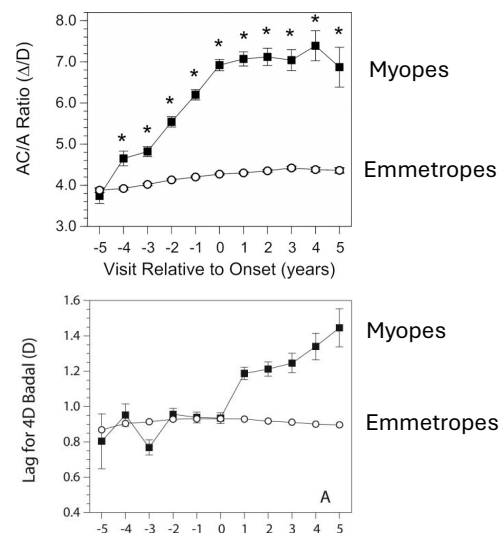 AC/A Ratio (Δ/D)
8.0
7.0
6.0
5.0
4.0
3.0
* * * * * * * * *
Myopes
Emmetropes
-5 -4 -3 -2 -1 0 1 2 3 4 5
Visit Relative to Onset (years)
Lag for 4D Badal (D)
1.6
1.4
1.2
1.0
0.8
0.6
0.4
Myopes
Emmetropes
A
-5 -4 -3 -2 -1 0 1 2 3 4 5